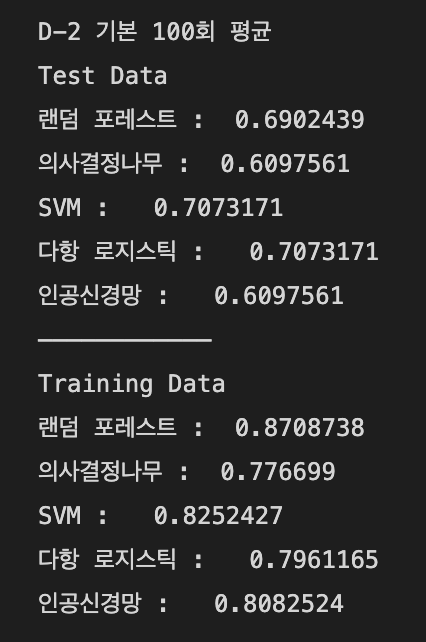 D-2 기본 100회 평균
Test Data
랜덤 포레스트 :  0.6902439
의사결정나무 :  0.6097561
SVM :   0.7073171
다항 로지스틱 :   0.7073171
인공신경망 :   0.6097561
────────────
Training Data
랜덤 포레스트 :  0.8708738
의사결정나무 :  0.776699
SVM :   0.8252427
다항 로지스틱 :   0.7961165
인공신경망 :   0.8082524